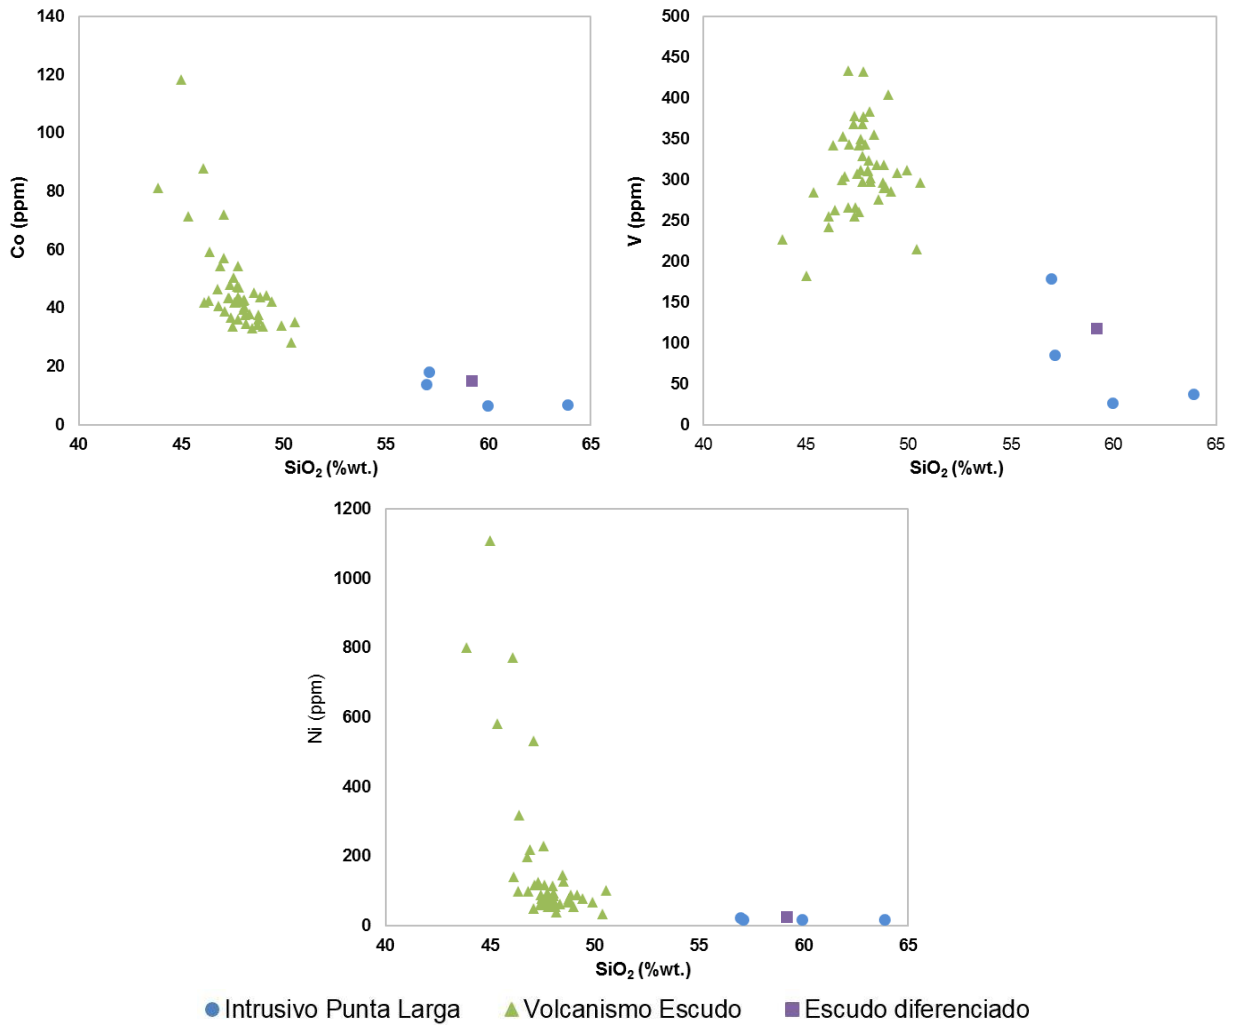 140
120
100
80
60
40
20
0
Co (ppm)
40 45 50 55 60 65
SiO₂ (%wt.)
500
450
400
350
300
250
200
150
100
50
0
V (ppm)
40 45 50 55 60 65
SiO₂ (%wt.)
1200
1000
800
600
400
200
0
Ni (ppm)
40 45 50 55 60 65
SiO₂ (%wt.)
Intrusivo Punta Larga Volcanismo Escudo Escudo diferenciado